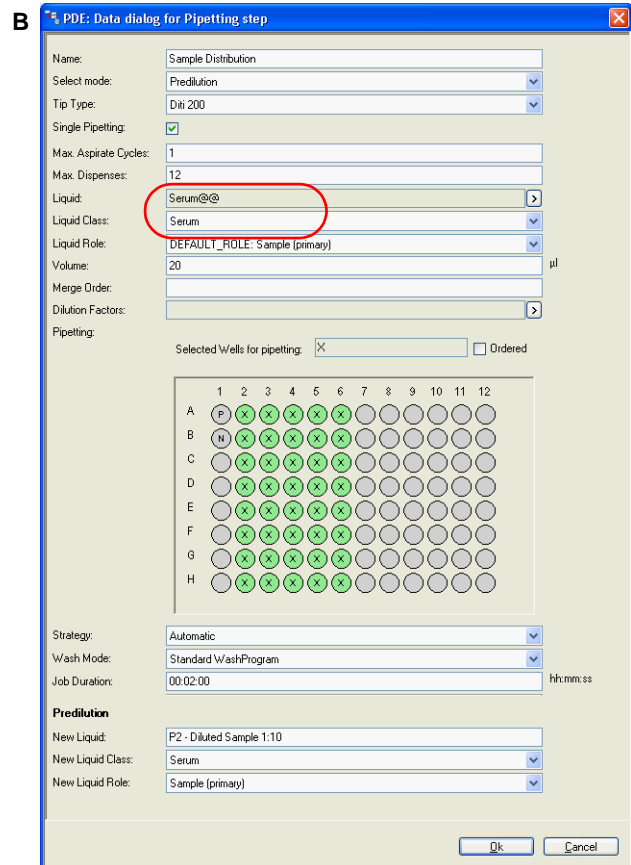 B
PDE: Data dialog for Pipetting step
Name: Sample Distribution
Select mode: Predilution
Tip Type: Diti 200
Single Pipetting:
Max. Aspirate Cycles: 1
Max. Dispenses: 12
Liquid: Serum@@ >
Liquid Class: Serum
Liquid Role: DEFAULT_ROLE: Sample (primary)
Volume: 20 µl
Merge Order:
Dilution Factors: >
Pipetting:
Selected Wells for pipetting: X Ordered
1 2 3 4 5 6 7 8 9 10 11 12
A P X X X X X
B N X X X X X
C X X X X X
D X X X X X
E X X X X X
F X X X X X
G X X X X X
H X X X X X
Strategy: Automatic
Wash Mode: Standard WashProgram
Job Duration: 00:02:00 hh:mm:ss
Predilution
New Liquid: P2 - Diluted Sample 1:10
New Liquid Class: Serum
New Liquid Role: Sample (primary)
Ok Cancel